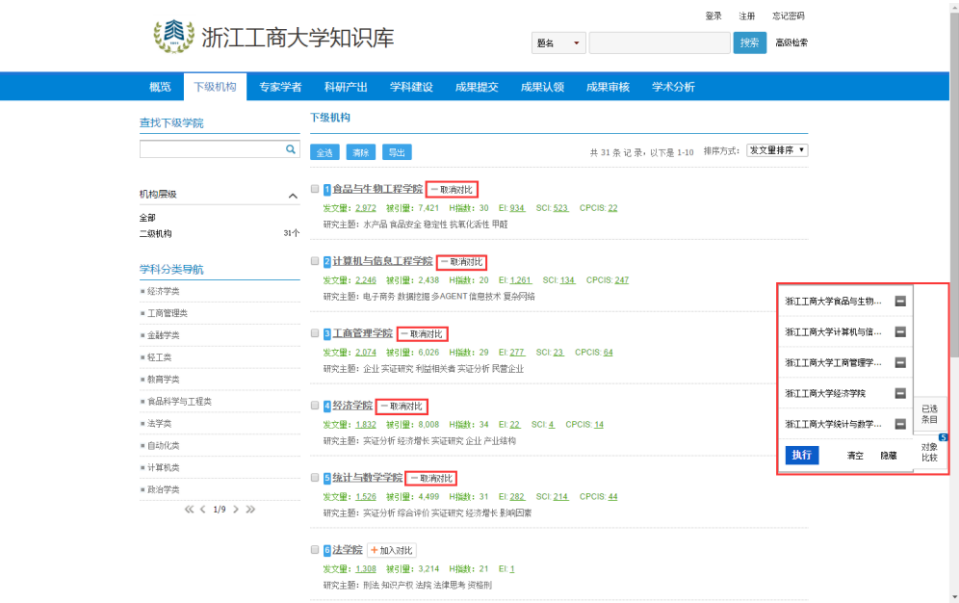 登录 注册 忘记密码
浙江工商大学知识库
题名 搜索 高级检索
概览 下级机构 专家学者 科研产出 学科建设 成果提交 成果认领 成果审核 学术分析
查找下级学院
机构层级
全部
二级机构 31个
学科分类导航
经济学类
工商管理类
金融学类
轻工类
教育学类
食品科学与工程类
法学类
自动化类
计算机类
政治学类
1/9
下级机构
全选 清除 导出 共 31 条 记 录，以下是 1-10 排序方式： 发文量排序
1 食品与生物工程学院 一取消对比
发文量：2,972 被引量：7,421 H指数：30 EI:934 SCI:523 CPCIS:22
研究主题：水产品 食品安全 稳定性 抗氧化活性 甲醛
2 计算机与信息工程学院 一取消对比
发文量：2,246 被引量：2,438 H指数：20 EI:1,261 SCI:134 CPCIS:247
研究主题：电子商务 数据挖掘 多AGENT 信息技术 复杂网络
3 工商管理学院 一取消对比
发文量：2,074 被引量：6,026 H指数：29 EI:277 SCI:23 CPCIS:64
研究主题：企业 实证研究 利益相关者 实证分析 民营企业
4 经济学院 一取消对比
发文量：1,832 被引量：8,008 H指数：34 EI:22 SCI:4 CPCIS:14
研究主题：实证分析 经济增长 实证研究 企业 产业结构
5 统计与数学学院 一取消对比
发文量：1,526 被引量：4,499 H指数：31 EI:282 SCI:214 CPCIS:44
研究主题：实证分析 综合评价 实证研究 经济增长 影响因素
6 法学院 +加入对比
发文量：1,308 被引量：3,214 H指数：21 EI:1
研究主题：刑法 知识产权 法院 法律思考 资格刑
浙江工商大学食品与生物...
浙江工商大学计算机与信...
浙江工商大学工商管理学...
浙江工商大学经济学院
浙江工商大学统计与数学...
执行 清空 隐藏
已选
条目
5
对象
比较